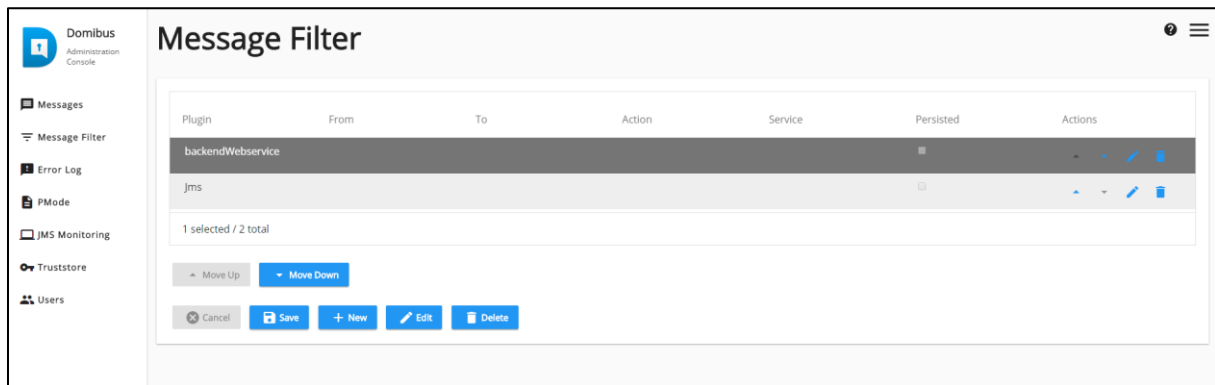 Domibus
Administration
Console
Message Filter
Messages
Message Filter
Error Log
PMode
JMS Monitoring
Truststore
Users
Plugin From To Action Service Persisted Actions
backendWebservice
Jms
1 selected / 2 total
Move Up Move Down
Cancel Save New Edit Delete